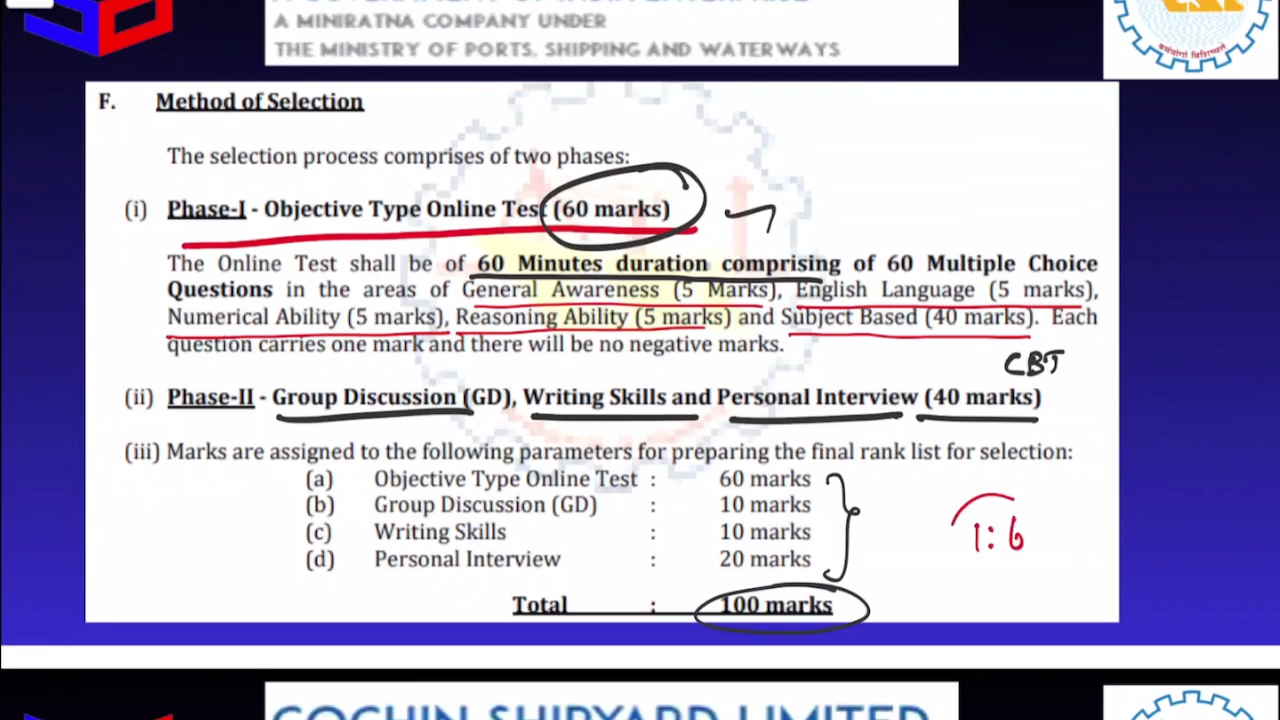 A GOVERNMENT OF INDIA ENTERPRISE
A MINIRATNA COMPANY UNDER
THE MINISTRY OF PORTS, SHIPPING AND WATERWAYS
F. Method of Selection
The selection process comprises of two phases:
(i) Phase-I - Objective Type Online Test (60 marks)
The Online Test shall be of 60 Minutes duration comprising of 60 Multiple Choice
Questions in the areas of General Awareness (5 Marks), English Language (5 marks),
Numerical Ability (5 marks), Reasoning Ability (5 marks) and Subject Based (40 marks). Each
question carries one mark and there will be no negative marks.
CBT
(ii) Phase-II - Group Discussion (GD), Writing Skills and Personal Interview (40 marks)
(iii) Marks are assigned to the following parameters for preparing the final rank list for selection:
(a) Objective Type Online Test : 60 marks
(b) Group Discussion (GD) : 10 marks
(c) Writing Skills : 10 marks
1:6
(d) Personal Interview : 20 marks
Total : 100 marks
COCHIN SHIPYARD LIMITED